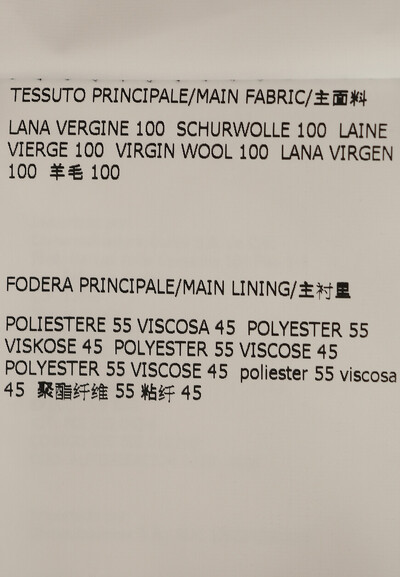 TESSUTO PRINCIPALE/MAIN FABRIC/主面料
LANA VERGINE 100 SCHURWOLLE 100 LAINE
VIERGE 100 VIRGIN WOOL 100 LANA VIRGEN
100 羊毛 100
FODERA PRINCIPALE/MAIN LINING/主衬里
POLIESTERE 55 VISCOSA 45 POLYESTER 55
VISKOSE 45 POLYESTER 55 VISCOSE 45
POLYESTER 55 VISCOSE 45 poliester 55 viscosa
45 聚酯纤维 55 粘纤 45